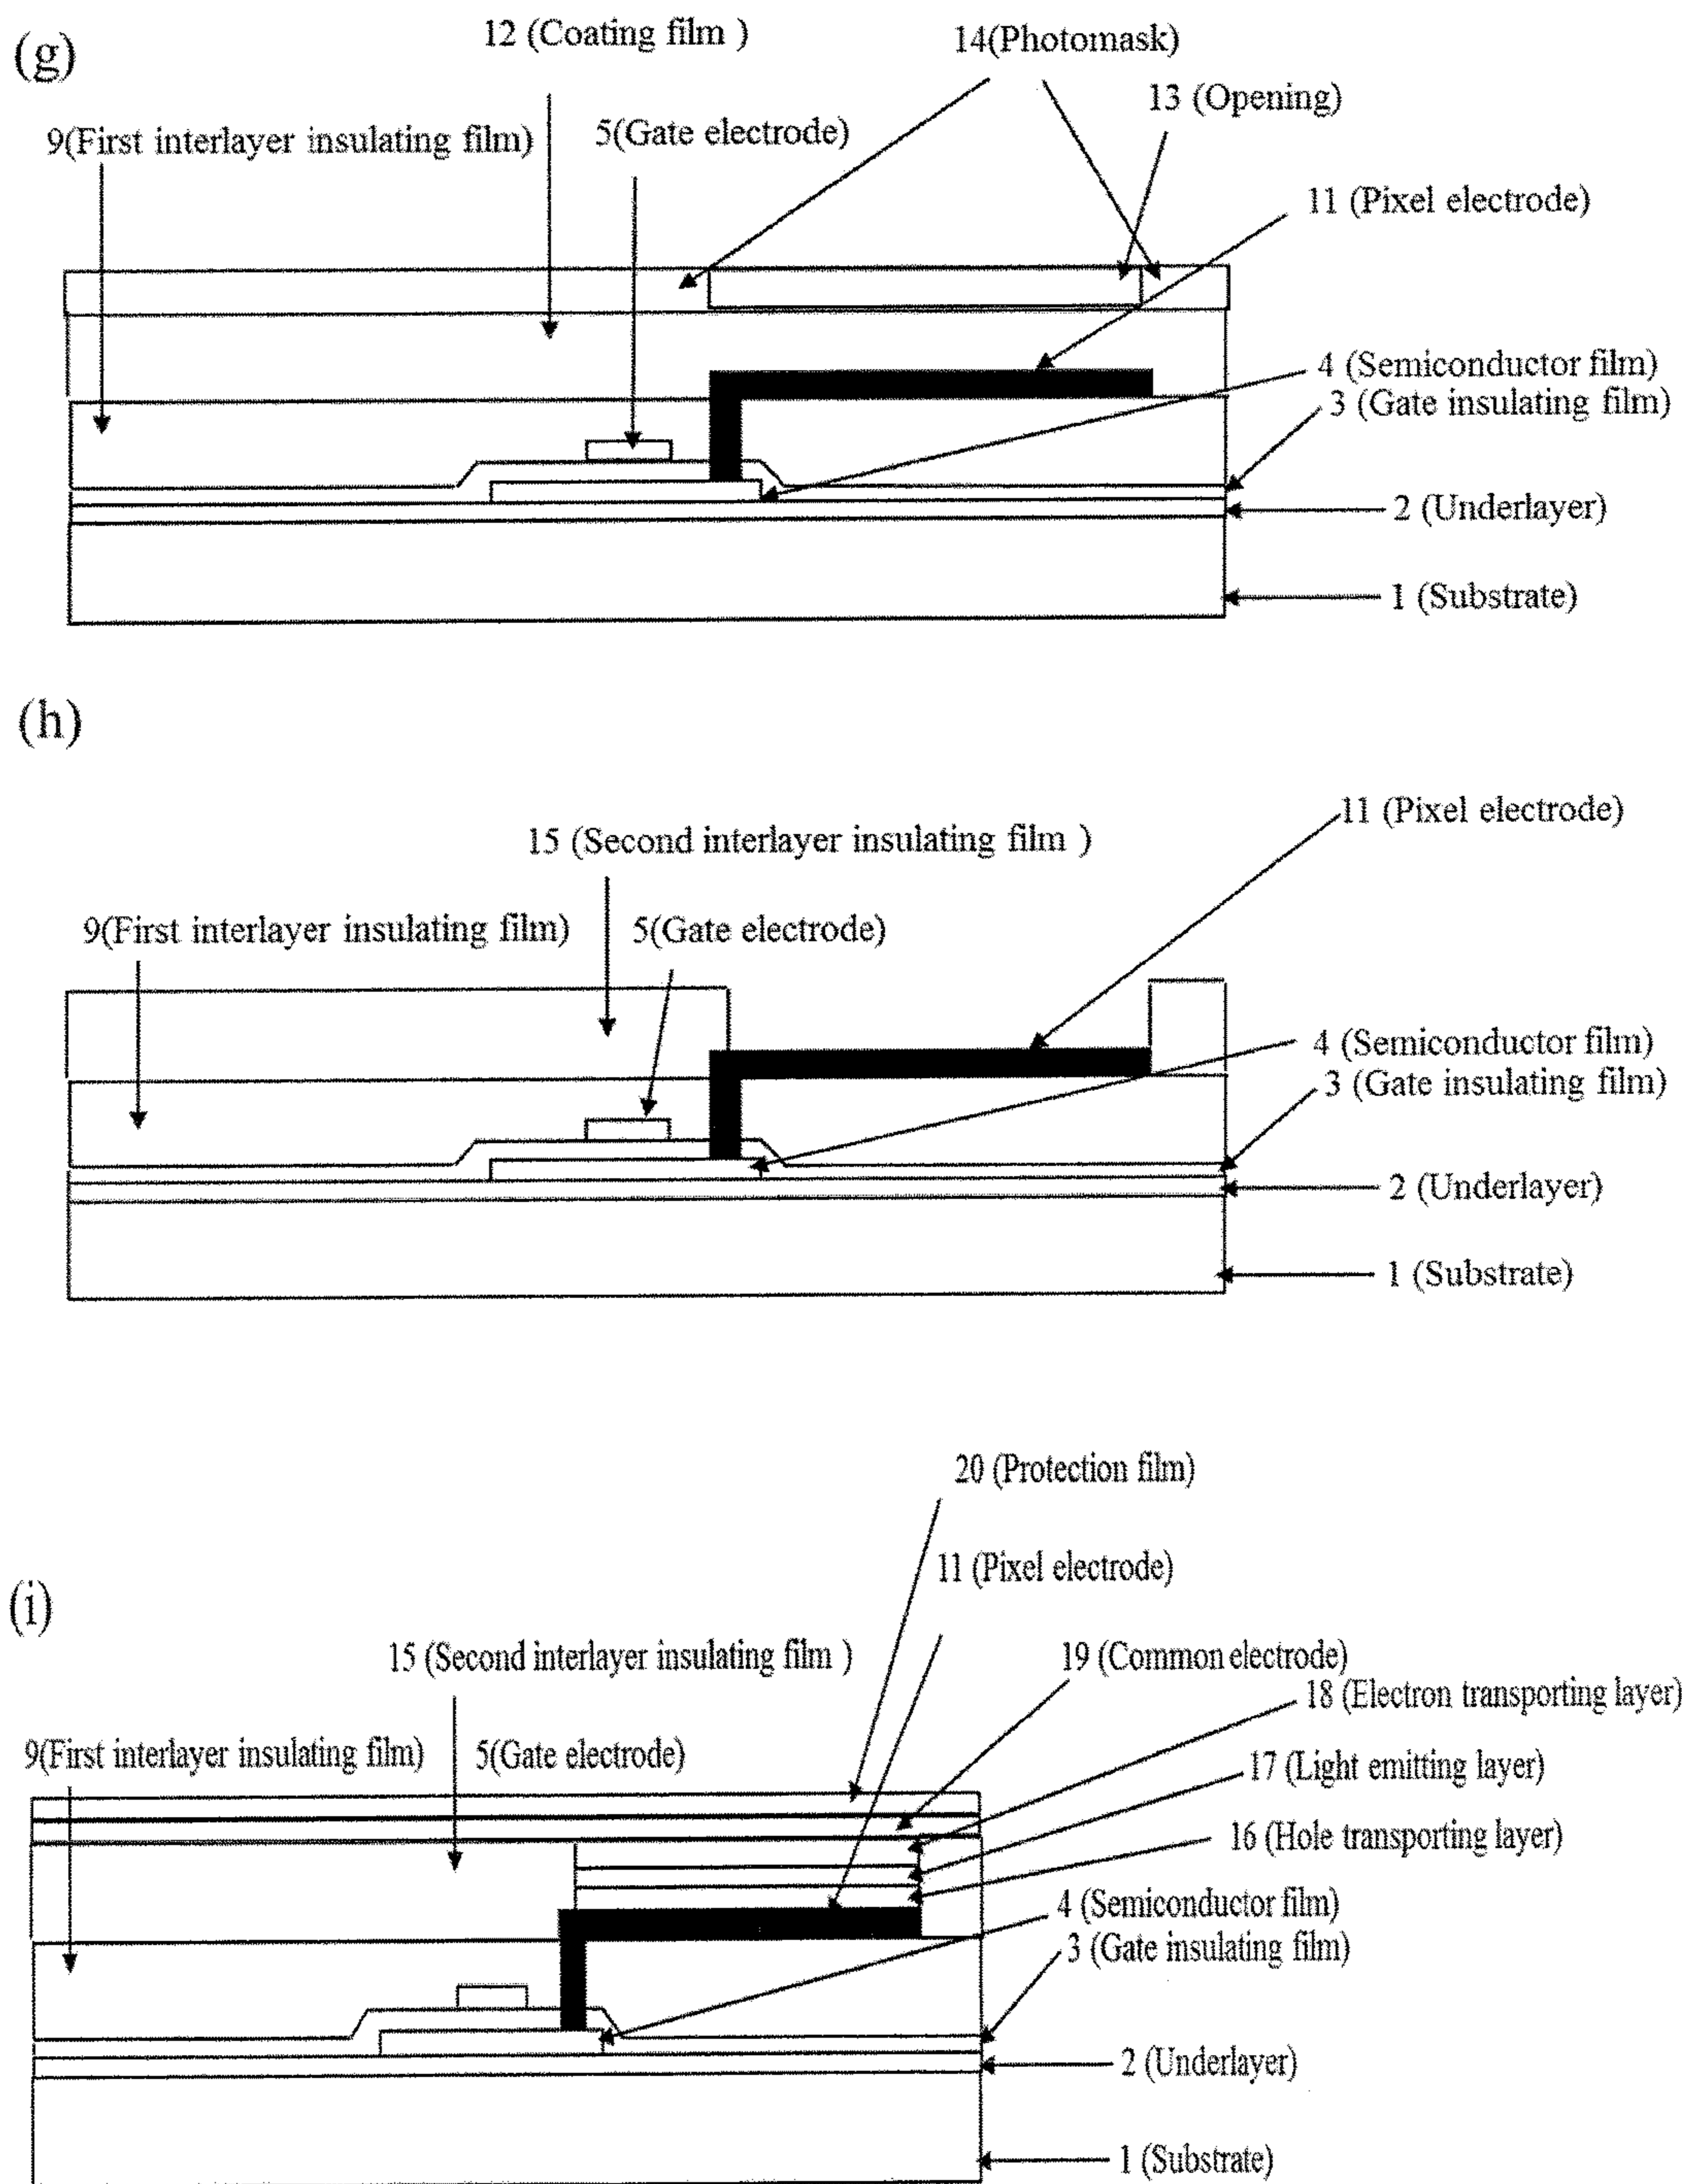 (g)
12 (Coating film )
14(Photomask)
13 (Opening)
9(First interlayer insulating film)
5(Gate electrode)
11 (Pixel electrode)
4 (Semiconductor film)
3 (Gate insulating film)
2 (Underlayer)
1 (Substrate)
(h)
11 (Pixel electrode)
15 (Second interlayer insulating film )
9(First interlayer insulating film)
5(Gate electrode)
4 (Semiconductor film)
3 (Gate insulating film)
2 (Underlayer)
1 (Substrate)
20 (Protection film)
11 (Pixel electrode)
(i)
15 (Second interlayer insulating film )
19 (Common electrode)
18 (Electron transporting layer)
9(First interlayer insulating film)
5(Gate electrode)
17 (Light emitting layer)
16 (Hole transporting layer)
4 (Semiconductor film)
3 (Gate insulating film)
2 (Underlayer)
1 (Substrate)